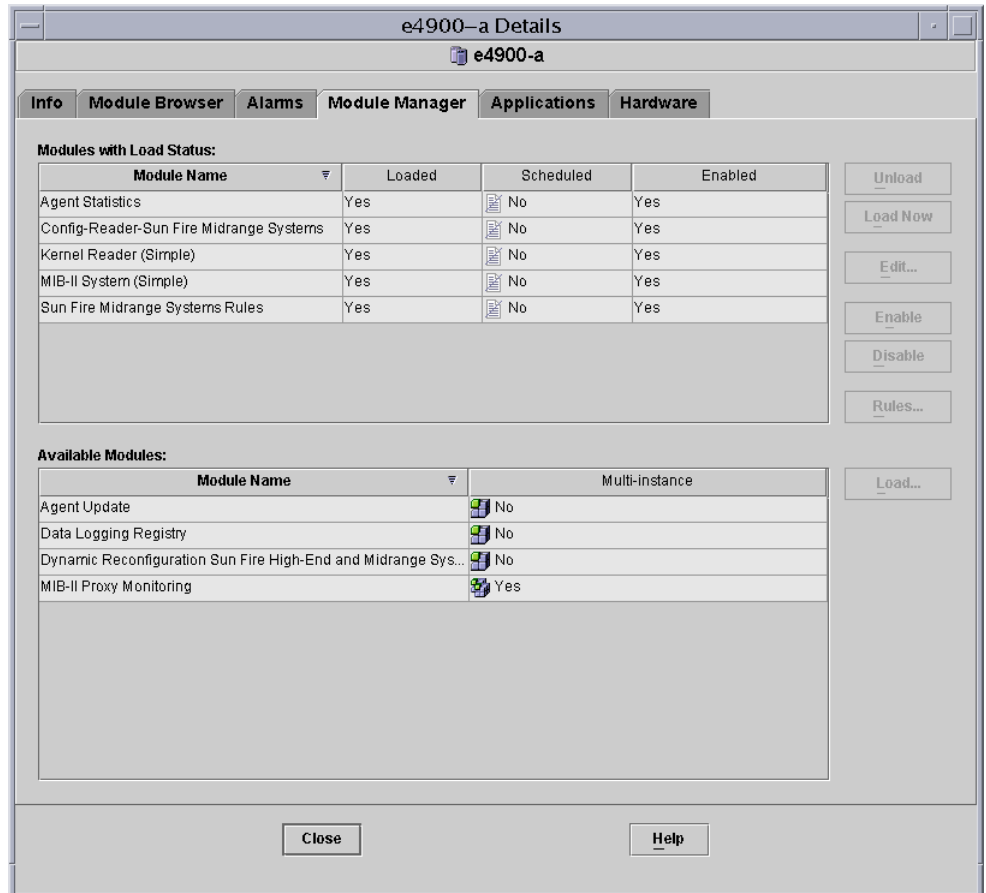 e4900–a Details
e4900-a
Info Module Browser Alarms Module Manager Applications Hardware
Modules with Load Status:
Module Name Loaded Scheduled Enabled
Agent Statistics Yes No Yes
Config-Reader-Sun Fire Midrange Systems Yes No Yes
Kernel Reader (Simple) Yes No Yes
MIB-II System (Simple) Yes No Yes
Sun Fire Midrange Systems Rules Yes No Yes
Unload
Load Now
Edit...
Enable
Disable
Rules...
Available Modules:
Module Name Multi-instance
Agent Update No
Data Logging Registry No
Dynamic Reconfiguration Sun Fire High-End and Midrange Sys... No
MIB-II Proxy Monitoring Yes
Load...
Close Help